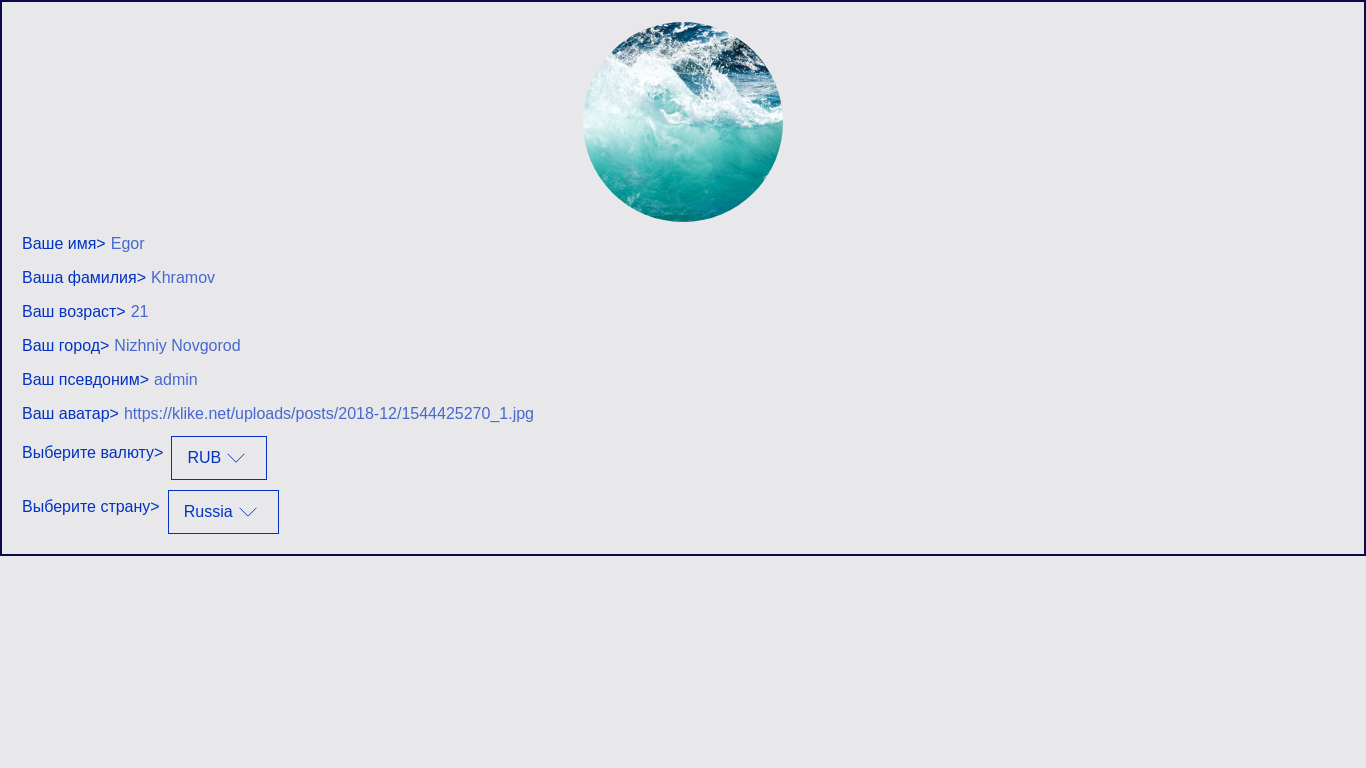 Ваше имя> Egor
Ваша фамилия> Khramov
Ваш возраст> 21
Ваш город> Nizhniy Novgorod
Ваш псевдоним> admin
Ваш аватар> https://klike.net/uploads/posts/2018-12/1544425270_1.jpg
Выберите валюту> RUB
Выберите страну> Russia